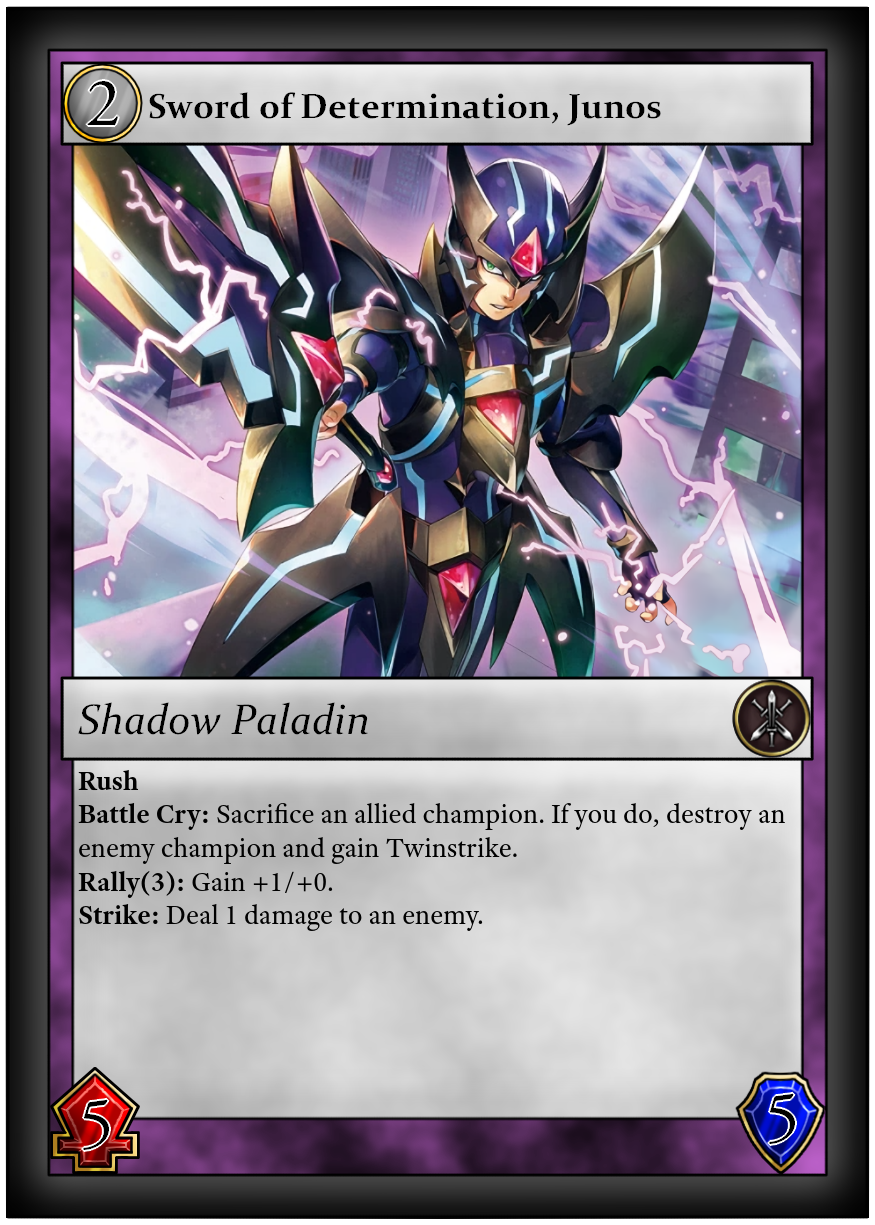 2
Sword of Determination, Junos
Shadow Paladin
Rush
Battle Cry: Sacrifice an allied champion. If you do, destroy an
enemy champion and gain Twinstrike.
Rally(3): Gain +1/+0.
Strike: Deal 1 damage to an enemy.
5
5